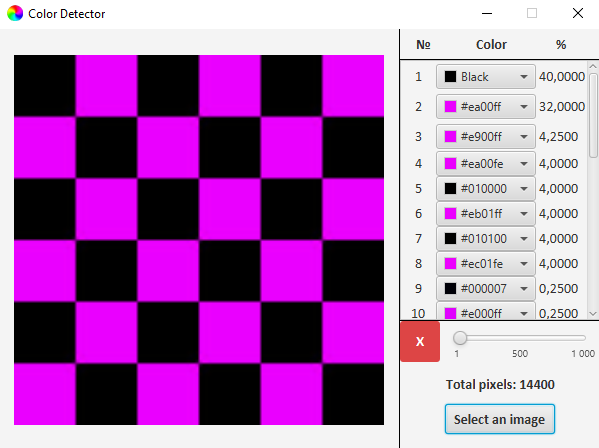 Color Detector
№ Color %
1 Black 40,0000
2 #ea00ff 32,0000
3 #e900ff 4,2500
4 #ea00fe 4,0000
5 #010000 4,0000
6 #eb01ff 4,0000
7 #010100 4,0000
8 #ec01fe 4,0000
9 #000007 0,2500
10 #e000ff 0,2500
X
1 500 1 000
Total pixels: 14400
Select an image